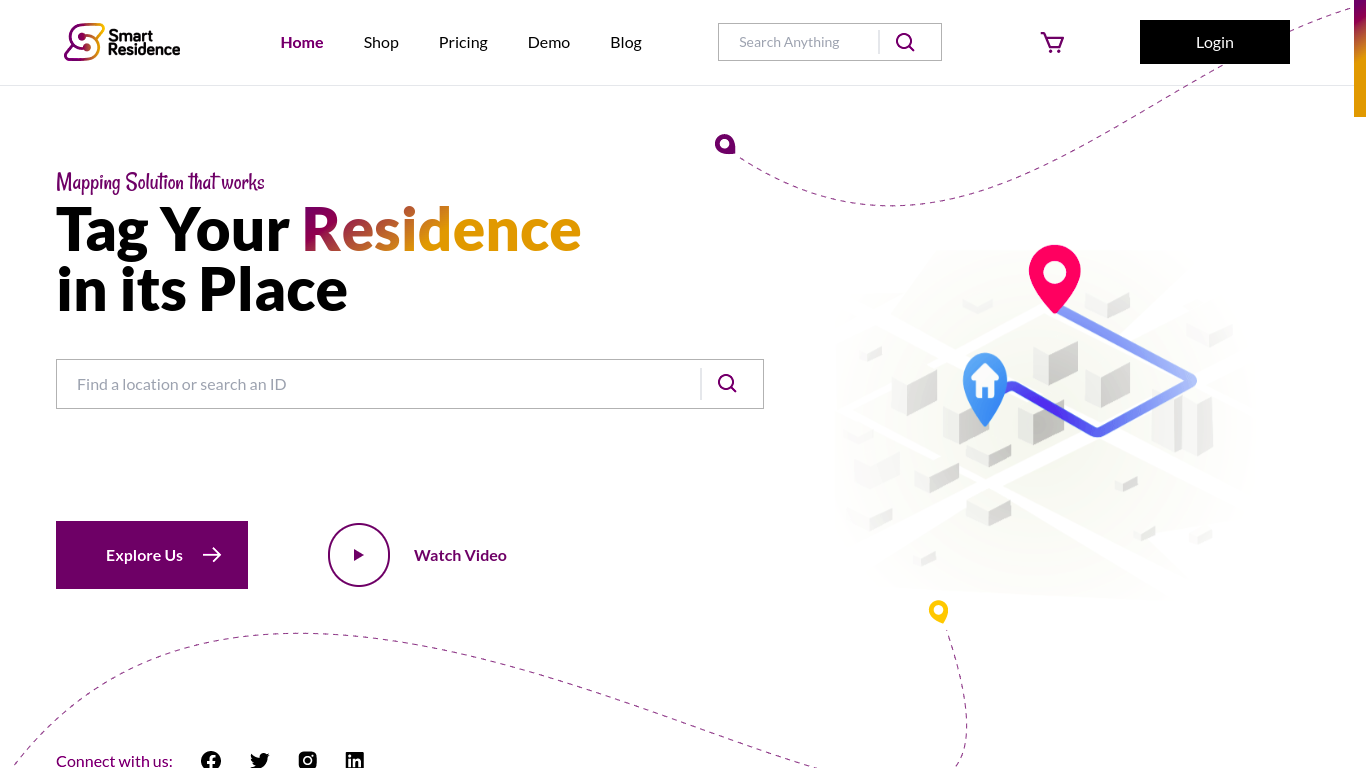 Smart
Residence
Home
Shop
Pricing
Demo
Blog
Search Anything
Login
Mapping Solution that works
Tag Your Residence
in its Place
Find a location or search an ID
Explore Us
Watch Video
Connect with us: